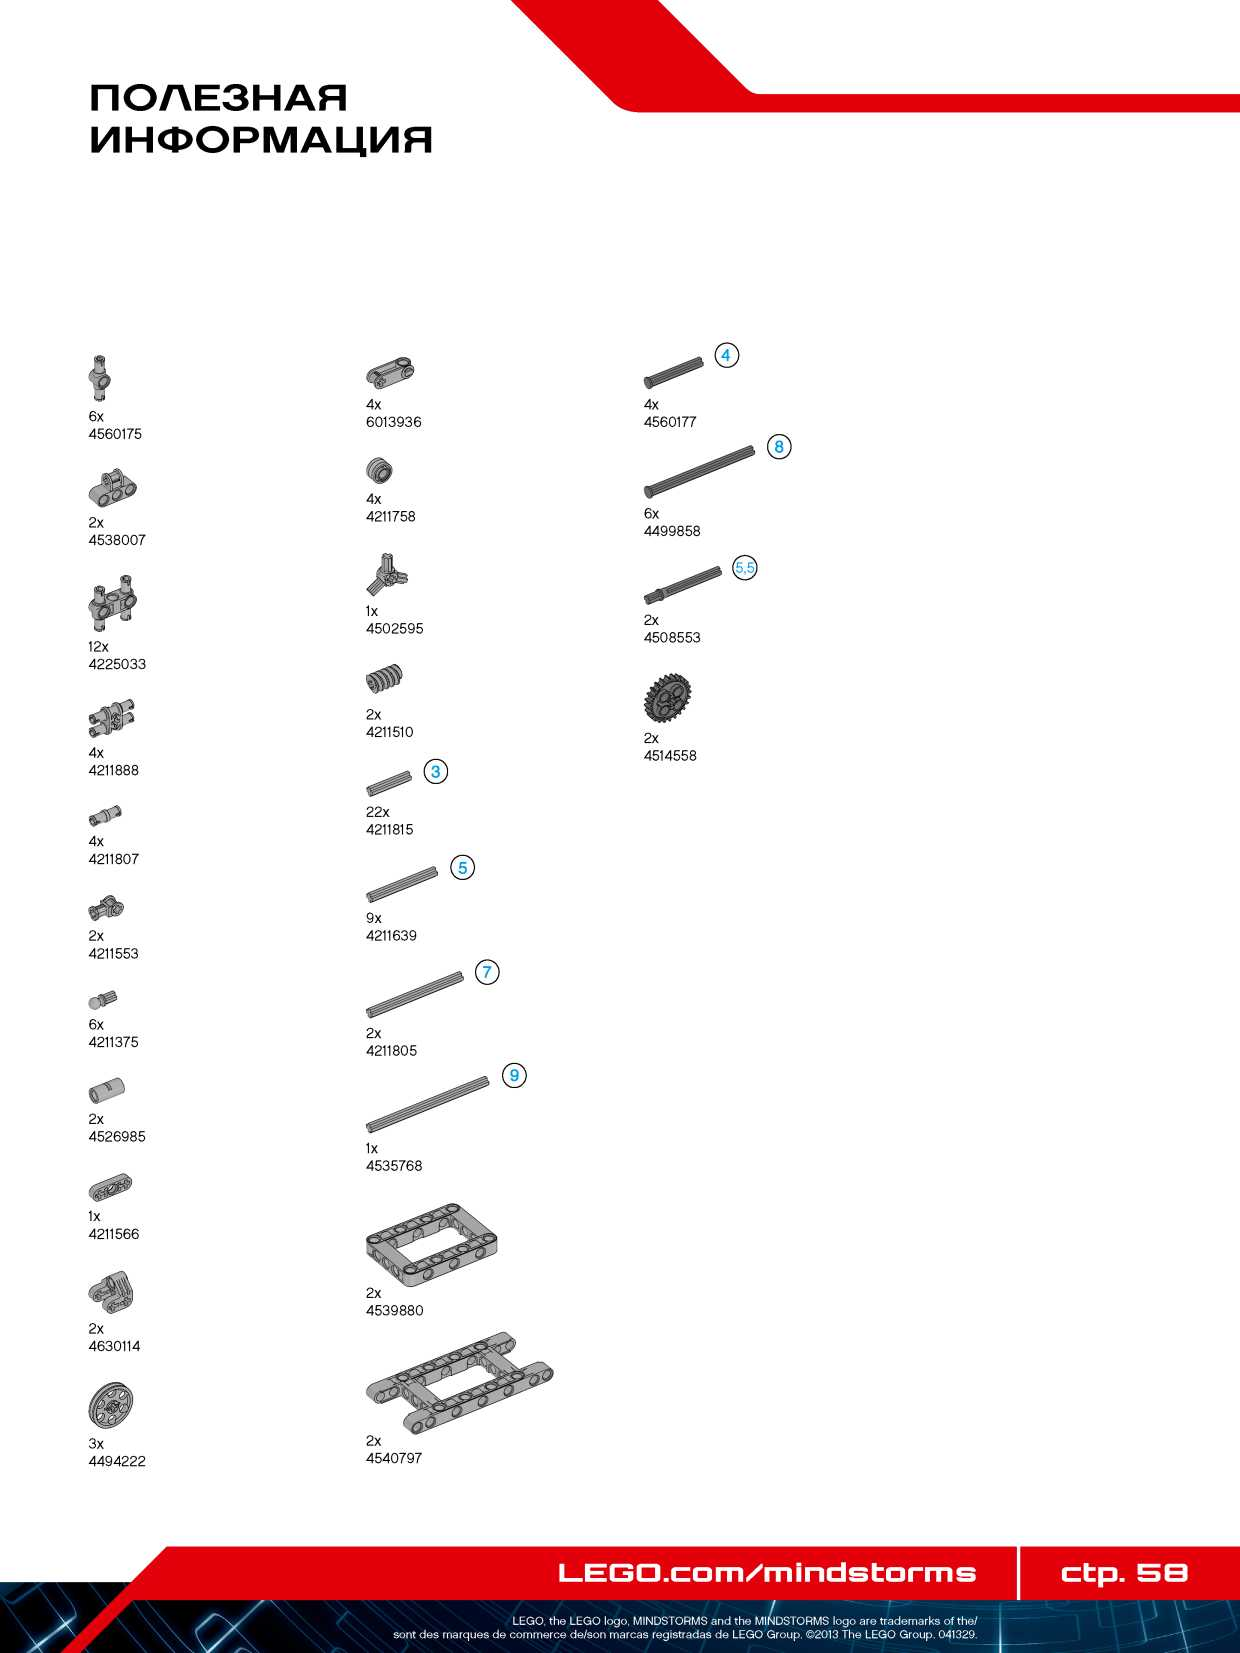 ПОЛЕЗНАЯ
ИНФОРМАЦИЯ
6x
4560175
2x
4538007
12x
4225033
4x
4211888
4x
4211807
2x
4211553
6x
4211375
2x
4526985
1x
4211566
2x
4630114
3x
4494222
4x
6013936
4x
4211758
1x
4502595
2x
4211510
3
22x
4211815
5
9x
4211639
7
2x
4211805
9
1x
4535768
2x
4539880
2x
4540797
4
4x
4560177
8
6x
4499858
5,5
2x
4508553
2x
4514558
LEGO.com/mindstorms
стр. 58
LEGO, the LEGO logo, MINDSTORMS and the MINDSTORMS logo are trademarks of the/
sont des marques de commerce de/son marcas registradas de LEGO Group. ©2013 The LEGO Group. 041329.